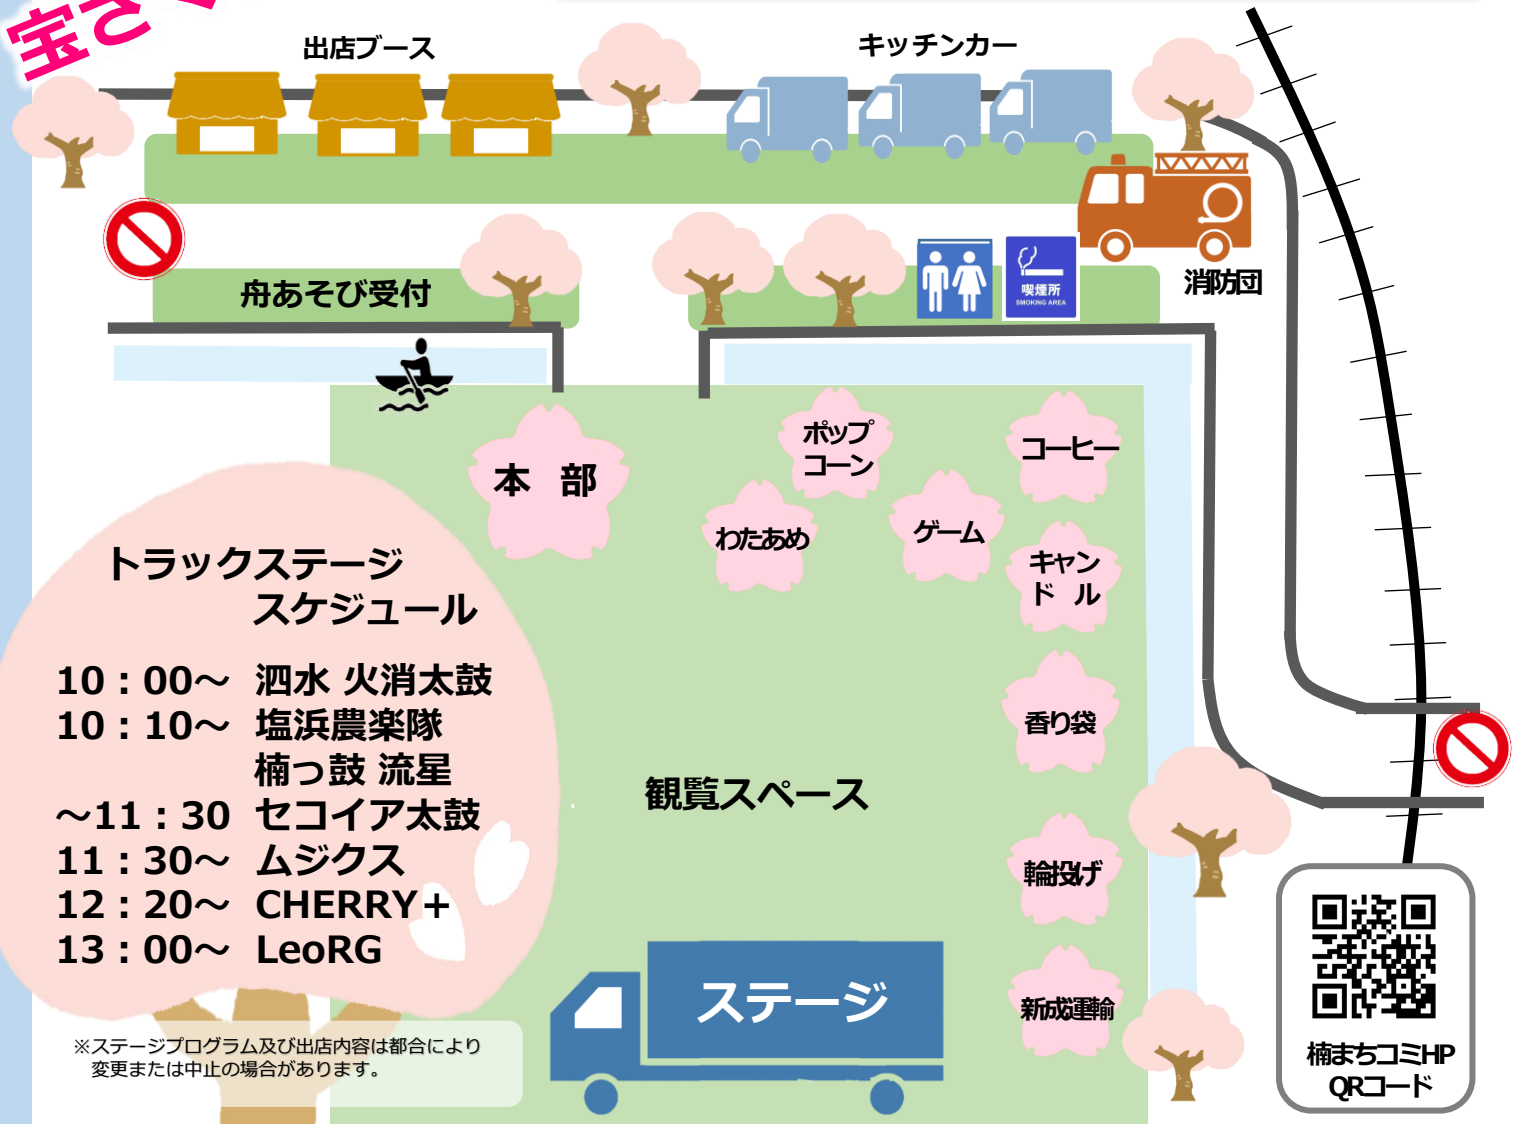 宝さ
出店ブース
キッチンカー
消防団
舟あそび受付
喫煙所
SMOKING AREA
本 部
ポップ
コーン
コーヒー
わたあめ
ゲーム
キャン
ドル
香り袋
輪投げ
新成運輸
観覧スペース
ステージ
トラックステージ
スケジュール
10：00～ 泗水 火消太鼓
10：10～ 塩浜農楽隊
楠つ鼓 流星
～11：30 セコイア太鼓
11：30～ ムジクス
12：20～ CHERRY＋
13：00～ LeoRG
※ステージプログラム及び出店内容は都合により
変更または中止の場合があります。
楠まちコミHP
QRコード